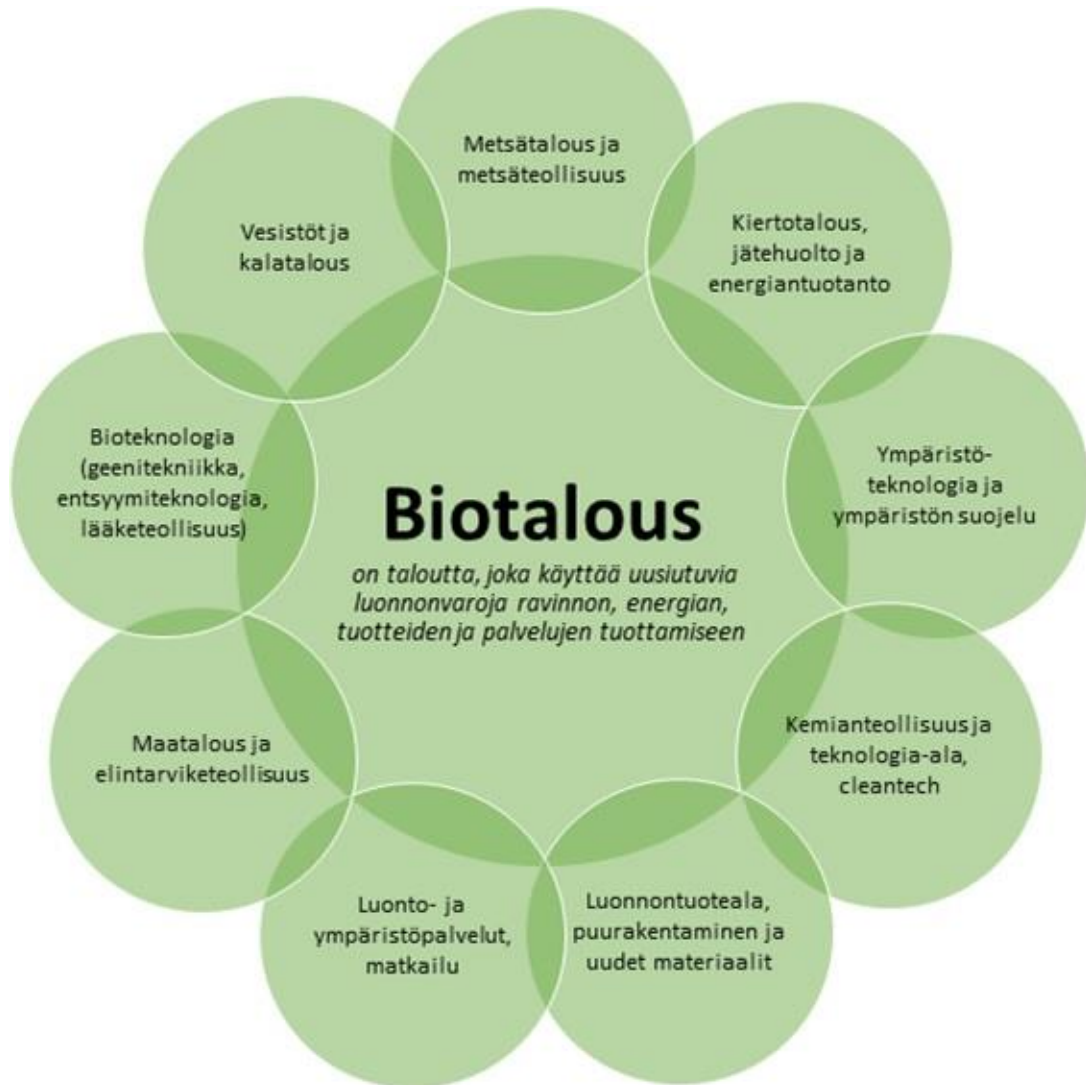 Metsätalous ja
metsäteollisuus
Kiertotalous,
jätehuolto ja
energiantuotanto
Ympäristö-
teknologia ja
ympäristön suojelu
Kemianteollisuus ja
teknologia-ala,
cleantech
Luonnontuoteala,
puurakentaminen ja
uudet materiaalit
Luonto- ja
ympäristöpalvelut,
matkailu
Maatalous ja
elintarviketeollisuus
Bioteknologia
(geenitekniikka,
entsyymiteknologia,
lääketeollisuus)
Vesistöt ja
kalatalous
Biotalous
on taloutta, joka käyttää uusiutuvia
luonnonvaroja ravinnon, energian,
tuotteiden ja palvelujen tuottamiseen